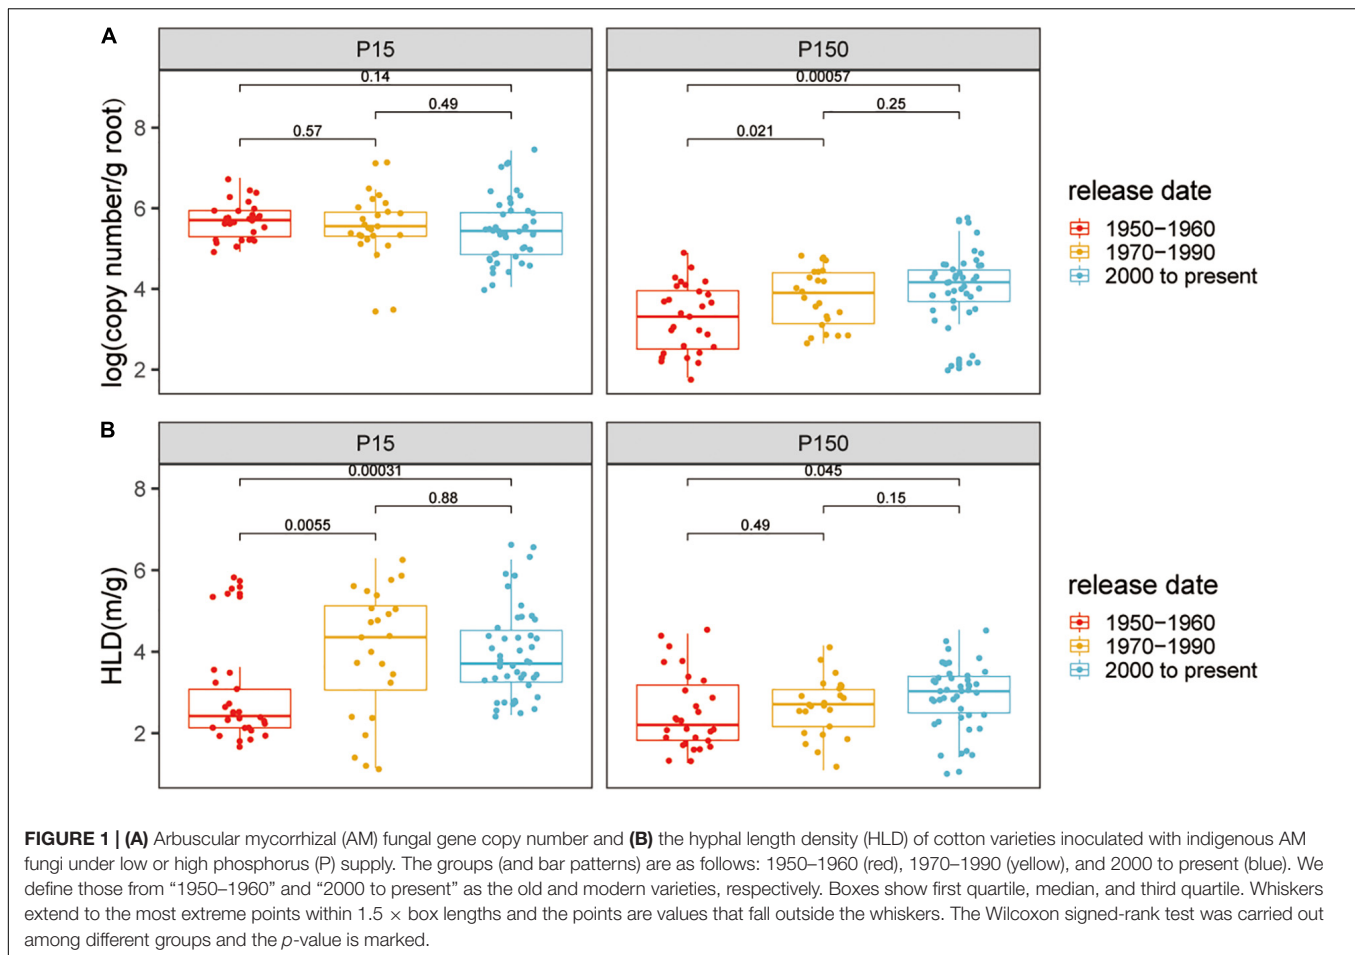 A
P15
P150
0.14
0.49
0.57
0.00057
0.25
0.021
log(copy number/g root)
8
6
4
2
release date
1950−1960
1970−1990
2000 to present
B
P15
P150
0.00031
0.88
0.0055
0.045
0.15
0.49
HLD(m/g)
8
6
4
2
release date
1950−1960
1970−1990
2000 to present
FIGURE 1 | (A) Arbuscular mycorrhizal (AM) fungal gene copy number and (B) the hyphal length density (HLD) of cotton varieties inoculated with indigenous AM
fungi under low or high phosphorus (P) supply. The groups (and bar patterns) are as follows: 1950–1960 (red), 1970–1990 (yellow), and 2000 to present (blue). We
define those from “1950–1960” and “2000 to present” as the old and modern varieties, respectively. Boxes show first quartile, median, and third quartile. Whiskers
extend to the most extreme points within 1.5 × box lengths and the points are values that fall outside the whiskers. The Wilcoxon signed-rank test was carried out
among different groups and the p-value is marked.